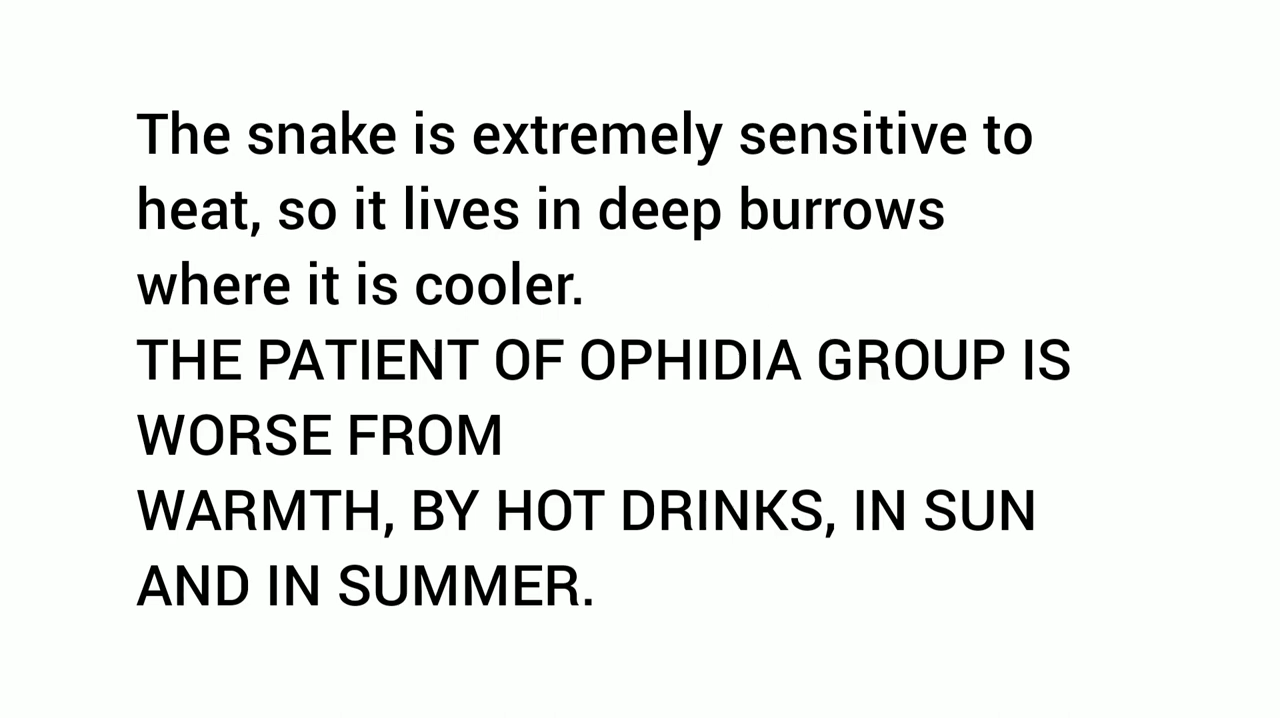 The snake is extremely sensitive to
heat, so it lives in deep burrows
where it is cooler.
THE PATIENT OF OPHIDIA GROUP IS
WORSE FROM
WARMTH, BY HOT DRINKS, IN SUN
AND IN SUMMER.